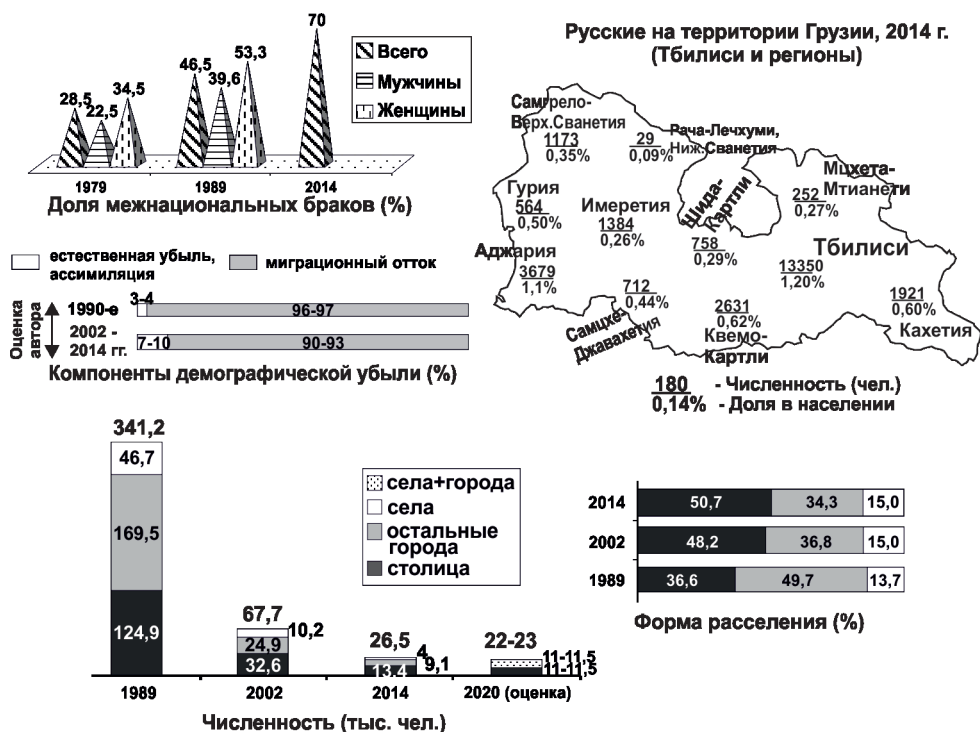 70
53,3
46,5
39,6
34,5
28,5
22,5
Всего
Мужчины
Женщины
1979
1989
2014
Доля межнациональных браков (%)
естественная убыль,
ассимиляция
миграционный отток
Оценка
автора
1990-е
3-4
96-97
2002 -
2014 гг.
7-10
90-93
Компоненты демографической убыли (%)
Русские на территории Грузии, 2014 г.
(Тбилиси и регионы)
Самгрело-
Верх.Сванетия
1173
0,35%
29
0,09%
Рача-Лечхуми,
Ниж.Сванетия
Мцхета-
Мтианети
252
0,27%
Гурия
564
0,50%
Имеретия
1384
0,26%
Шида-
Картли
758
0,29%
Тбилиси
13350
1,20%
Аджария
3679
1,1%
712
0,44%
Самцхе-
Джавахетия
2631
0,62%
Квемо-
Картли
1921
0,60%
Кахетия
180 - Численность (чел.)
0,14% - Доля в населении
341,2
46,7
169,5
124,9
1989
67,7
10,2
24,9
32,6
2002
26,5
4
9,1
13,4
2014
22-23
11-11,5
11-11,5
2020 (оценка)
села+города
села
остальные
города
столица
Численность (тыс. чел.)
2014
50,7 34,3 15,0
2002
48,2 36,8 15,0
1989
36,6 49,7 13,7
Форма расселения (%)